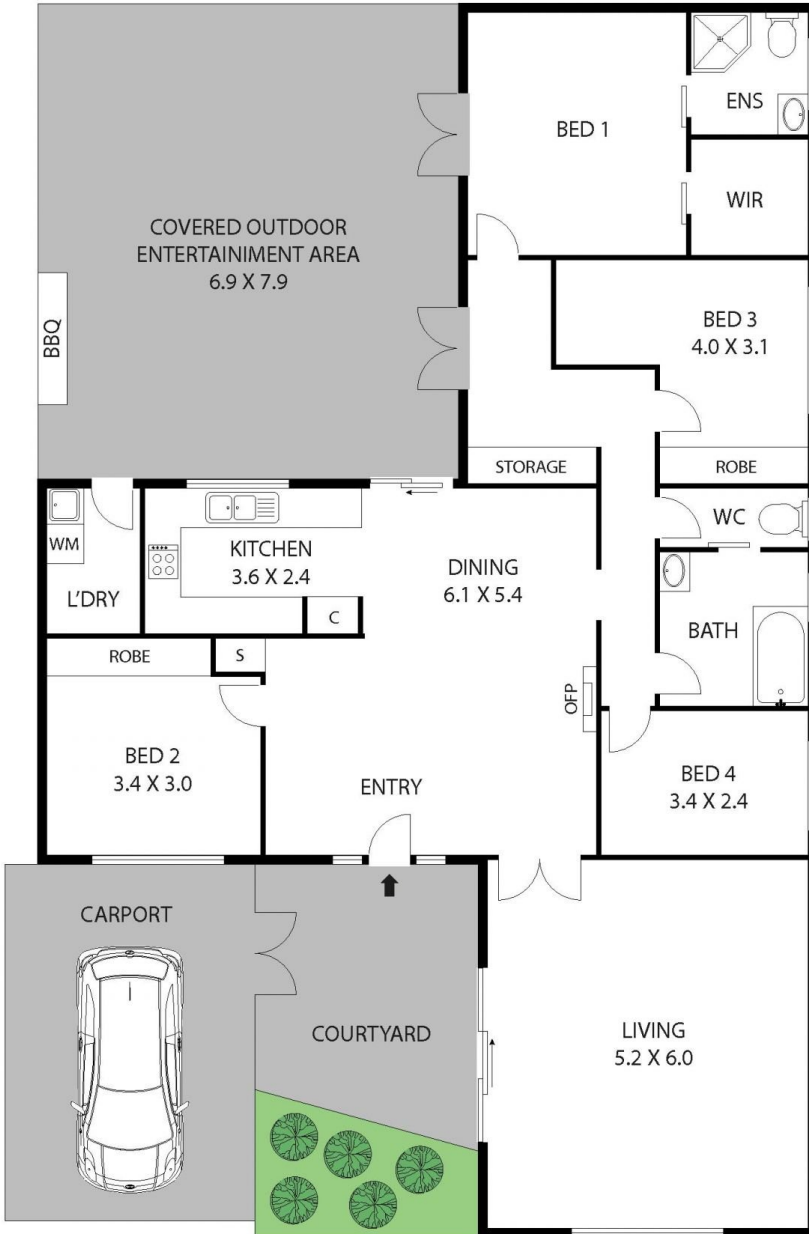 ENS
BED 1
WIR
COVERED OUTDOOR
ENTERTAINIMENT AREA
6.9 X 7.9
BBQ
BED 3
4.0 X 3.1
STORAGE
ROBE
WC
WM
KITCHEN
3.6 X 2.4
DINING
6.1 X 5.4
L'DRY
C
BATH
ROBE
S
OFP
BED 2
3.4 X 3.0
ENTRY
BED 4
3.4 X 2.4
CARPORT
COURTYARD
LIVING
5.2 X 6.0